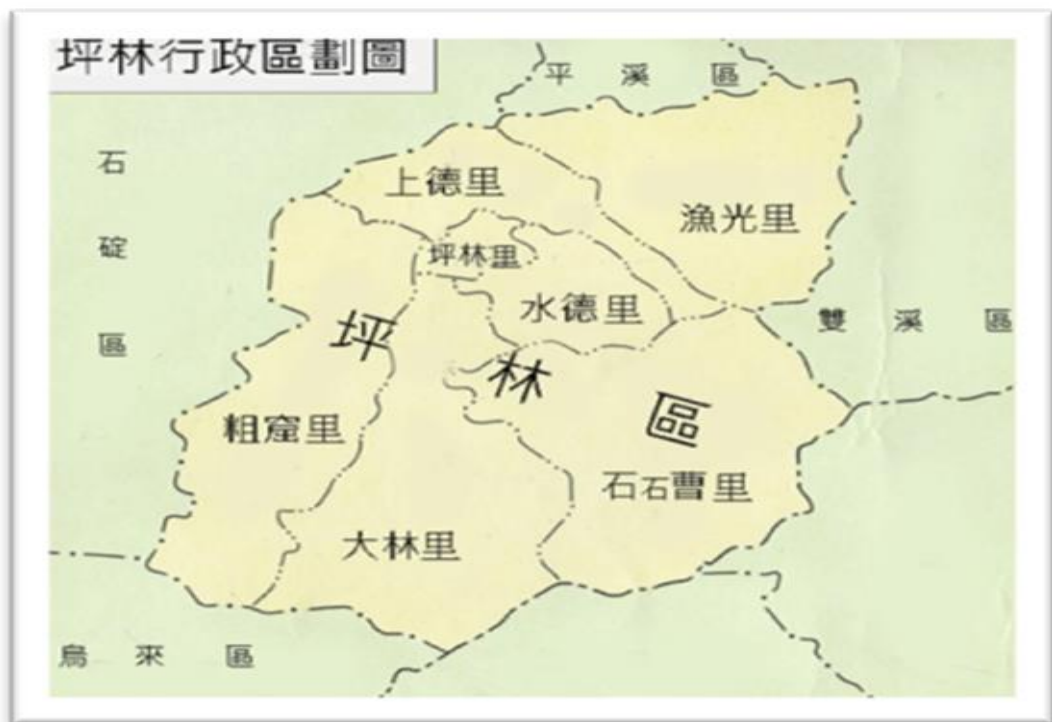 坪林行政區劃圖
平溪區
石碇區
上德里
漁光里
坪林里
水德里
雙溪區
坪林區
粗窟里
石石曹里
大林里
烏來區